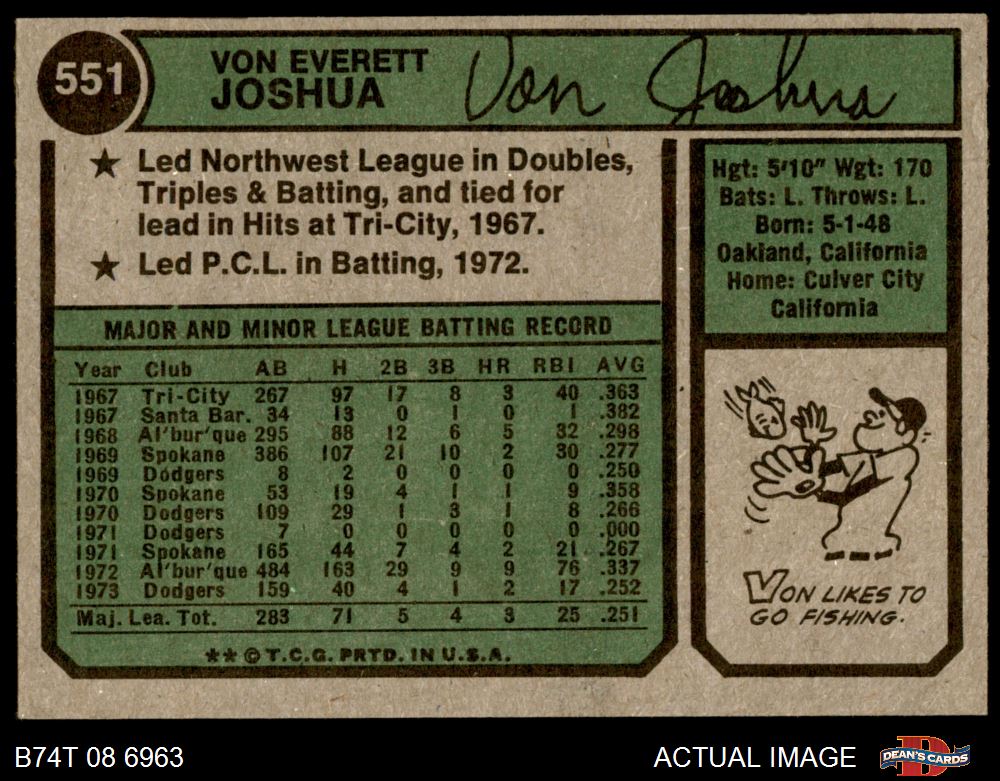 551
VON EVERETT
JOSHUA
Von Joshua
★ Led Northwest League in Doubles,
Triples & Batting, and tied for
lead in Hits at Tri-City, 1967.
★ Led P.C.L. in Batting, 1972.
Hgt: 5'10" Wgt: 170
Bats: L. Throws: L.
Born: 5-1-48
Oakland, California
Home: Culver City
California
MAJOR AND MINOR LEAGUE BATTING RECORD
Year Club AB H 2B 3B HR RBI AVG
1967 Tri-City 267 97 17 8 3 40 .363
1967 Santa Bar. 34 13 0 1 0 1 .382
1968 Al'bur'que 295 88 12 6 5 32 .298
1969 Spokane 386 107 21 10 2 30 .277
1969 Dodgers 8 2 0 0 0 0 .250
1970 Spokane 53 19 4 1 1 9 .358
1970 Dodgers 109 29 1 3 1 8 .266
1971 Dodgers 7 0 0 0 0 0 .000
1971 Spokane 165 44 7 4 2 21 .267
1972 Al'bur'que 484 163 29 9 9 76 .337
1973 Dodgers 159 40 4 1 2 17 .252
Maj. Lea. Tot. 283 71 5 4 3 25 .251
** © T.C.G. PRTD. IN U.S.A.
VON LIKES TO
GO FISHING.
B74T 08 6963
ACTUAL IMAGE
DEAN'S CARDS